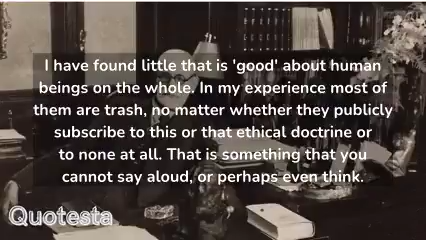 I have found little that is 'good' about human
beings on the whole. In my experience most of
them are trash, no matter whether they publicly
subscribe to this or that ethical doctrine or
to none at all. That is something that you
cannot say aloud, or perhaps even think.
Quotesta